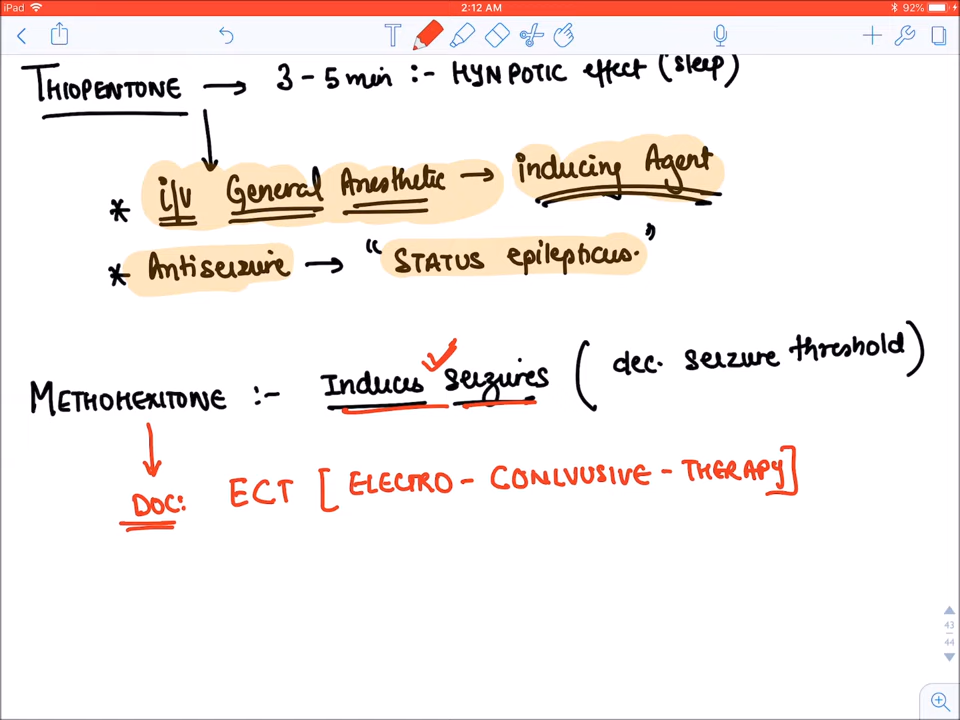 iPad 2:12 AM 92%
T
THIOPENTONE → 3 - 5 min :- HYNPOTIC effect (sleep)
* i/v General Anesthetic → inducing Agent
* Antiseizure → "STATUS epilepticus."
METHOHEXITONE :- Induces seizures (dec. seizure threshold)
DOC: ECT [ELECTRO - CONLVUSIVE - THERAPY]
43
44